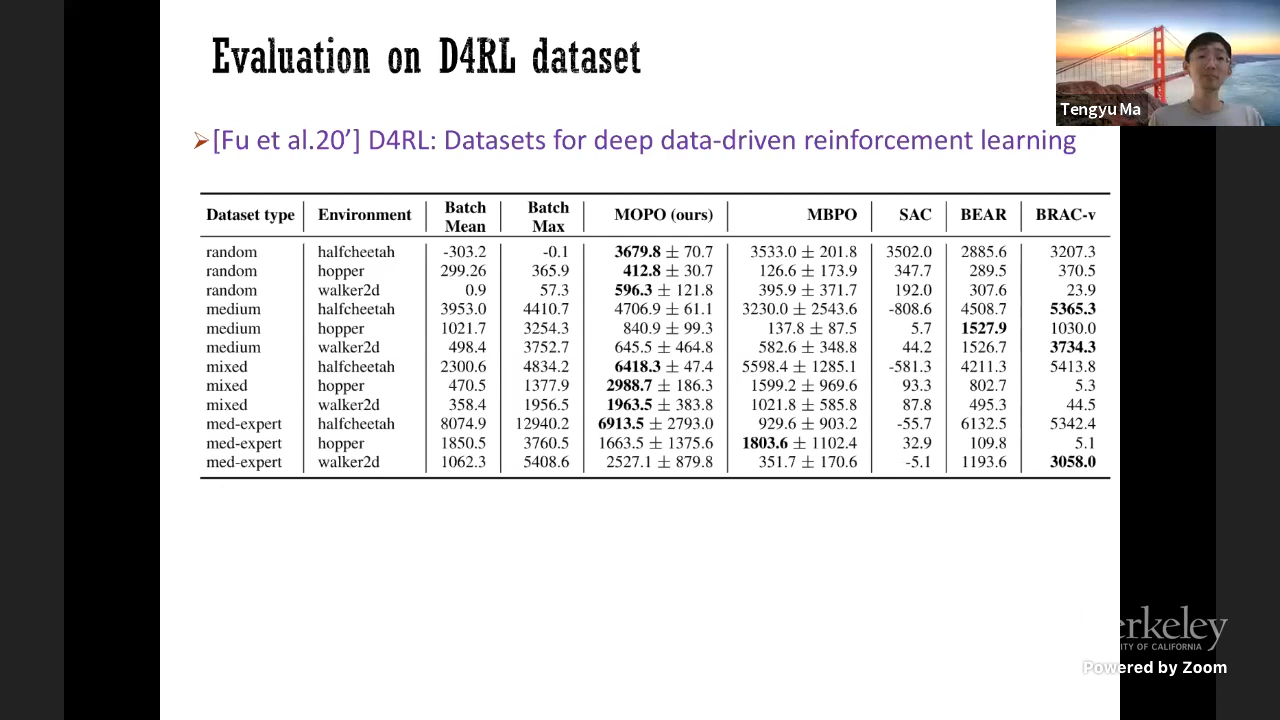 Evaluation on D4RL dataset
Tengyu Ma
➢[Fu et al.20’] D4RL: Datasets for deep data-driven reinforcement learning
Dataset type Environment Batch Mean Batch Max MOPO (ours) MBPO SAC BEAR BRAC-v
random halfcheetah -303.2 -0.1 3679.8 ± 70.7 3533.0 ± 201.8 3502.0 2885.6 3207.3
random hopper 299.26 365.9 412.8 ± 30.7 126.6 ± 173.9 347.7 289.5 370.5
random walker2d 0.9 57.3 596.3 ± 121.8 395.9 ± 371.7 192.0 307.6 23.9
medium halfcheetah 3953.0 4410.7 4706.9 ± 61.1 3230.0 ± 2543.6 -808.6 4508.7 5365.3
medium hopper 1021.7 3254.3 840.9 ± 99.3 137.8 ± 87.5 5.7 1527.9 1030.0
medium walker2d 498.4 3752.7 645.5 ± 464.8 582.6 ± 348.8 44.2 1526.7 3734.3
mixed halfcheetah 2300.6 4834.2 6418.3 ± 47.4 5598.4 ± 1285.1 -581.3 4211.3 5413.8
mixed hopper 470.5 1377.9 2988.7 ± 186.3 1599.2 ± 969.6 93.3 802.7 5.3
mixed walker2d 358.4 1956.5 1963.5 ± 383.8 1021.8 ± 585.8 87.8 495.3 44.5
med-expert halfcheetah 8074.9 12940.2 6913.5 ± 2793.0 929.6 ± 903.2 -55.7 6132.5 5342.4
med-expert hopper 1850.5 3760.5 1663.5 ± 1375.6 1803.6 ± 1102.4 32.9 109.8 5.1
med-expert walker2d 1062.3 5408.6 2527.1 ± 879.8 351.7 ± 170.6 -5.1 1193.6 3058.0
erkeley
ITY OF CALIFORNIA
Powered by Zoom